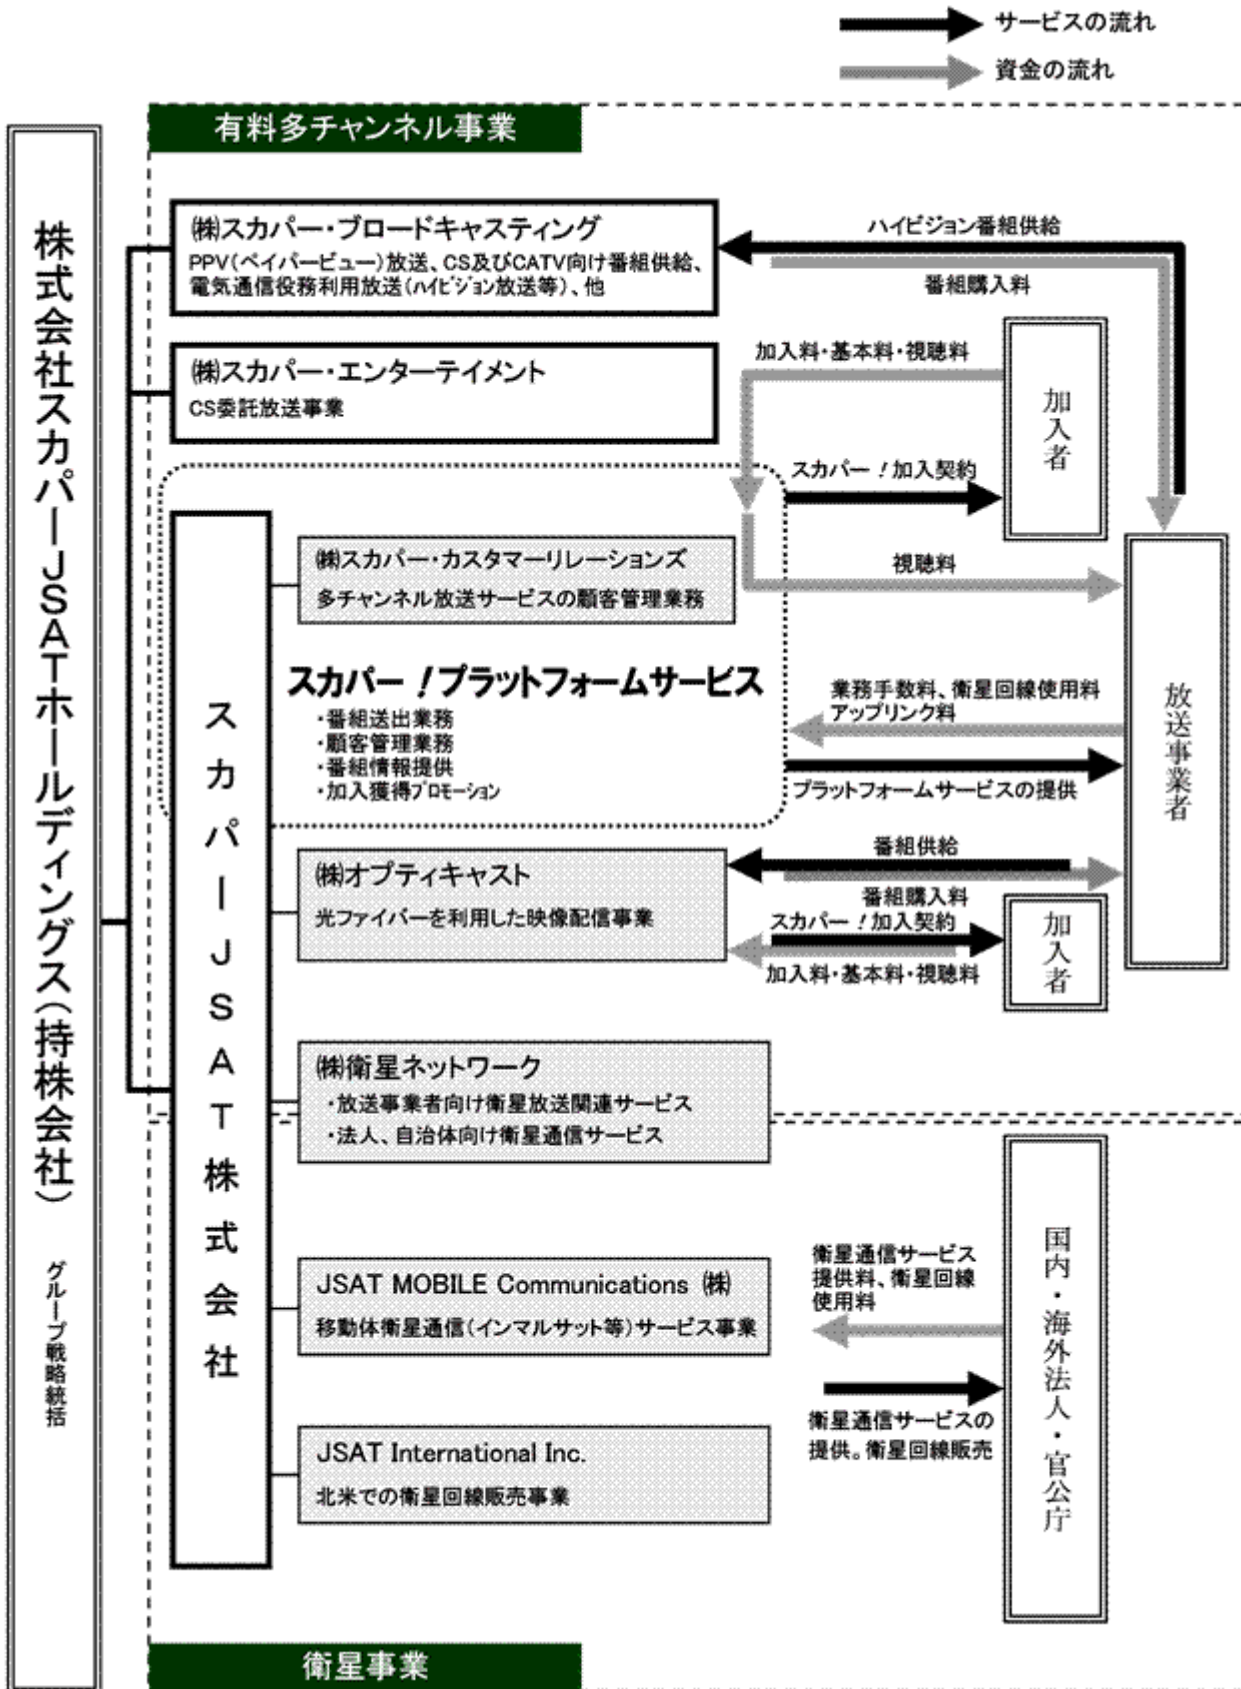 サービスの流れ
資金の流れ
有料多チャンネル事業
株式会社スカパーJSATホールディングス(持株会社)
グループ戦略統括
㈱スカパー・ブロードキャスティング
PPV(ペイパービュー)放送、CS及びCATV向け番組供給、
電気通信役務利用放送(ハイビジョン放送等)、他
ハイビジョン番組供給
番組購入料
㈱スカパー・エンターテイメント
CS委託放送事業
加入料・基本料・視聴料
加入者
スカパー!加入契約
スカパーJSAT株式会社
㈱スカパー・カスタマーリレーションズ
多チャンネル放送サービスの顧客管理業務
視聴料
放送事業者
スカパー!プラットフォームサービス
・番組送出業務
・顧客管理業務
・番組情報提供
・加入獲得プロモーション
業務手数料、衛星回線使用料
アップリンク料
プラットフォームサービスの提供
㈱オプティキャスト
光ファイバーを利用した映像配信事業
番組供給
番組購入料
スカパー!加入契約
加入料・基本料・視聴料
加入者
㈱衛星ネットワーク
・放送事業者向け衛星放送関連サービス
・法人、自治体向け衛星通信サービス
JSAT MOBILE Communications ㈱
移動体衛星通信(インマルサット等)サービス事業
衛星通信サービス
提供料、衛星回線
使用料
国内・海外法人・官公庁
衛星通信サービスの
提供。衛星回線販売
JSAT International Inc.
北米での衛星回線販売事業
衛星事業